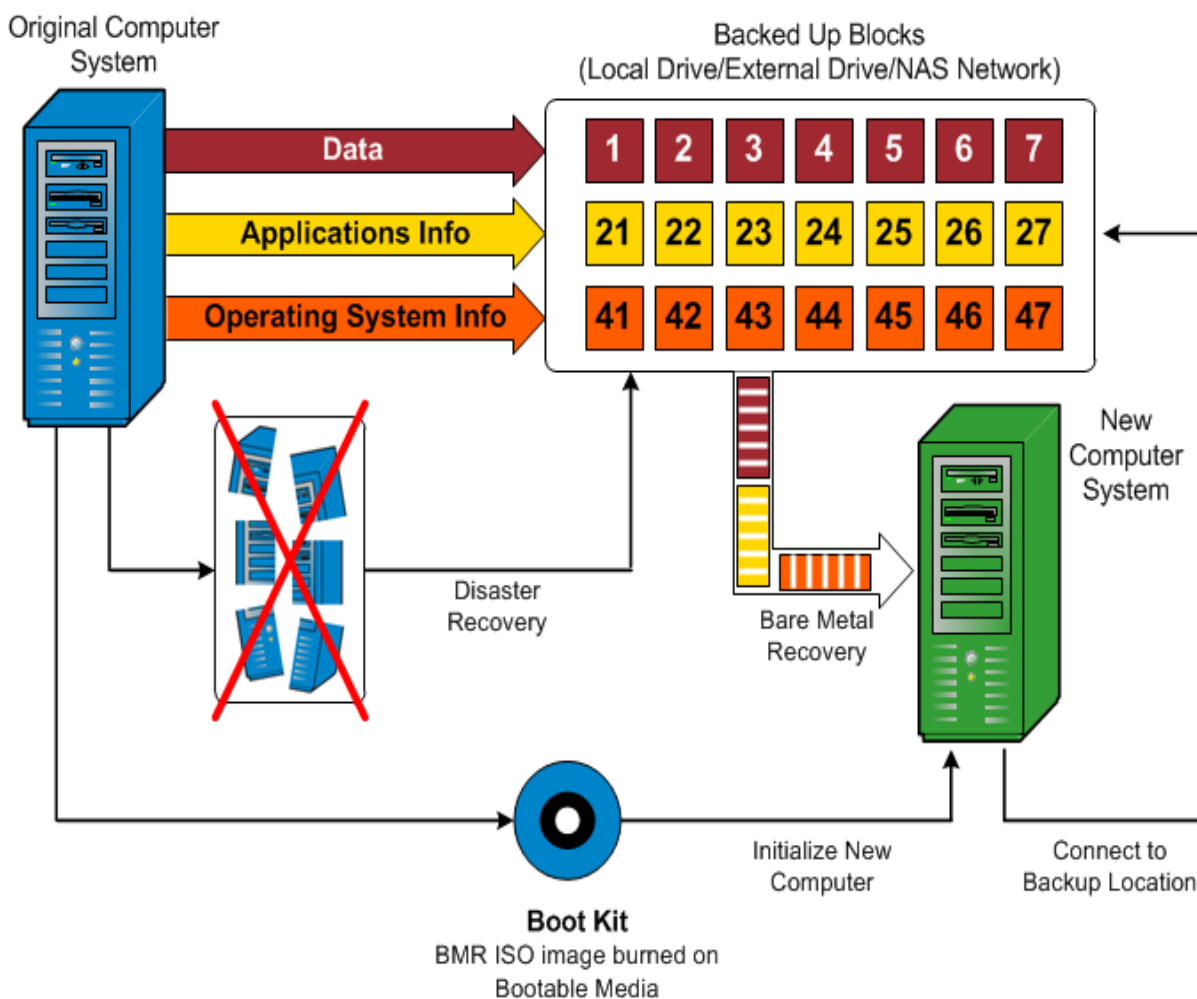 Original Computer
System
Backed Up Blocks
(Local Drive/External Drive/NAS Network)
Data
1 2 3 4 5 6 7
Applications Info
21 22 23 24 25 26 27
Operating System Info
41 42 43 44 45 46 47
New
Computer
System
Disaster
Recovery
Bare Metal
Recovery
Initialize New
Computer
Connect to
Backup Location
Boot Kit
BMR ISO image burned on
Bootable Media